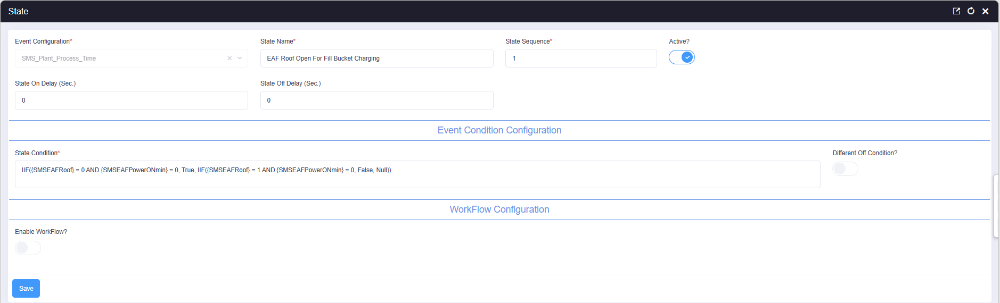 State
Event Configuration*
State Name*
State Sequence*
Active?
SMS_Plant_Process_Time
EAF Roof Open For Fill Bucket Charging
1
State On Delay (Sec.)
State Off Delay (Sec.)
0
0
Event Condition Configuration
State Condition*
Different Off Condition?
IIF({SMSEAFRoof} = 0 AND {SMSEAFPowerONmin} = 0, True, IIF({SMSEAFRoof} = 1 AND {SMSEAFPowerONmin} = 0, False, Null))
WorkFlow Configuration
Enable WorkFlow?
Save